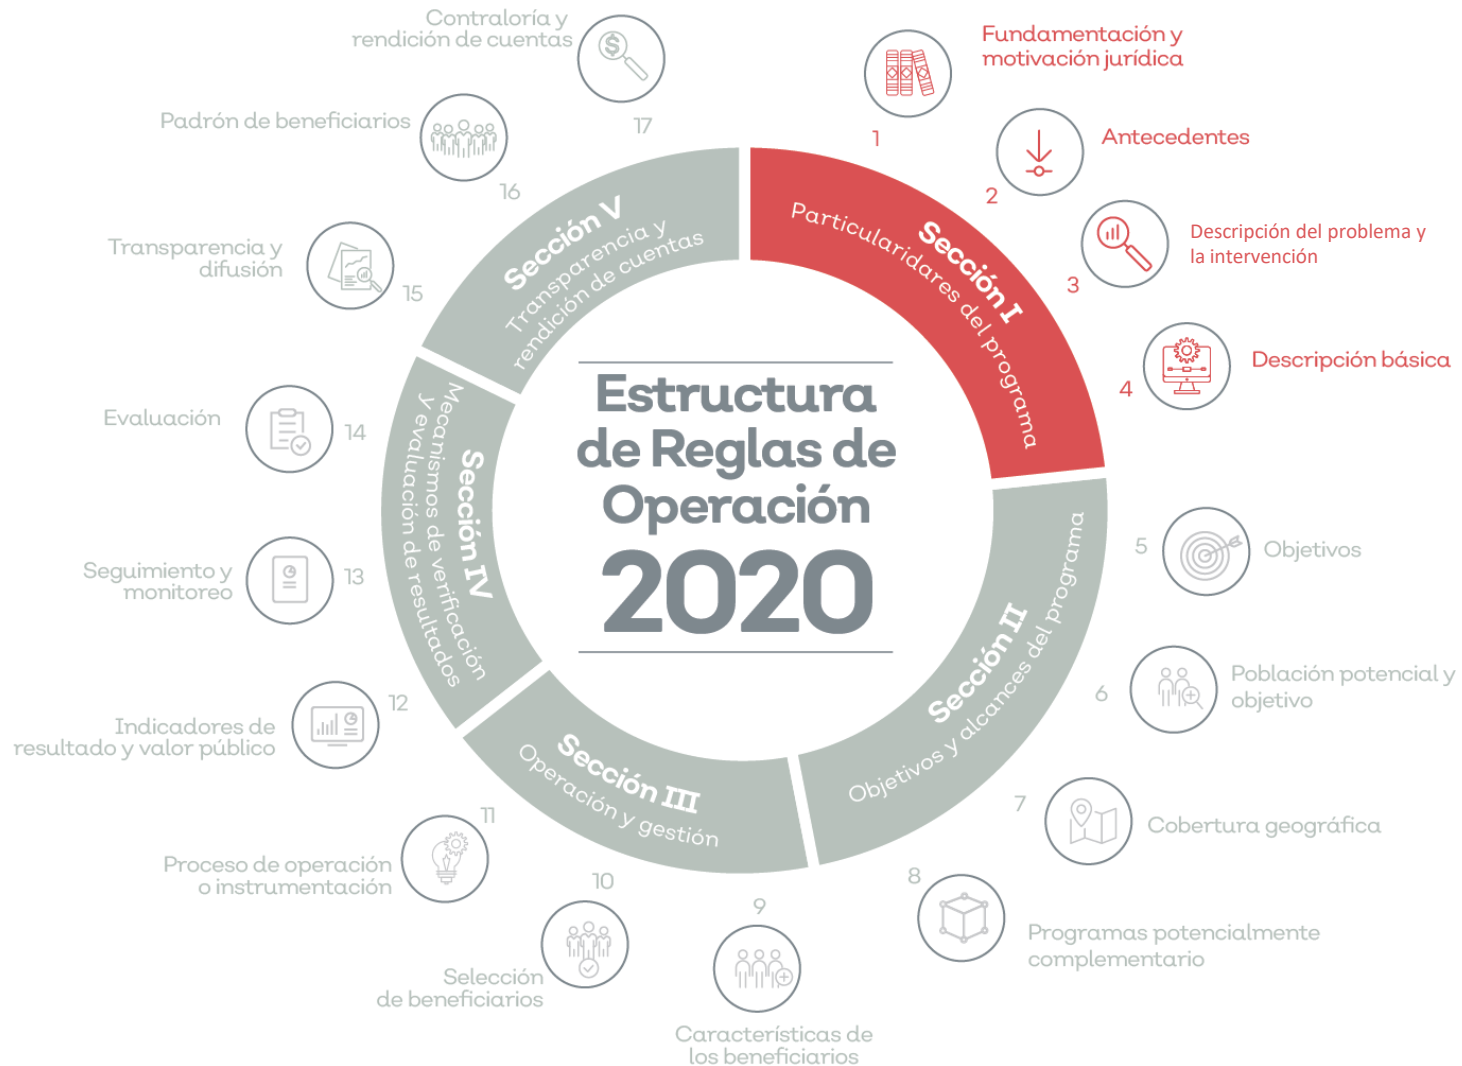 Estructura
de Reglas de
Operación
2020
Sección I
Particularidares del programa
1
Fundamentación y
motivación jurídica
2
Antecedentes
3
Descripción del problema y
la intervención
4
Descripción básica
Sección II
Objetivos y alcances del programa
5
Objetivos
6
Población potencial y
objetivo
7
Cobertura geográfica
8
Programas potencialmente
complementario
Sección III
Operación y gestión
9
Características de
los beneficiarios
10
Selección
de beneficiarios
11
Proceso de operación
o instrumentación
Sección IV
Mecanismos de verificación
y evaluación de resultados
12
Indicadores de
resultado y valor público
13
Seguimiento y
monitoreo
14
Evaluación
Sección V
Transparencia y
rendición de cuentas
15
Transparencia y
difusión
16
Padrón de beneficiarios
17
Contraloría y
rendición de cuentas
$